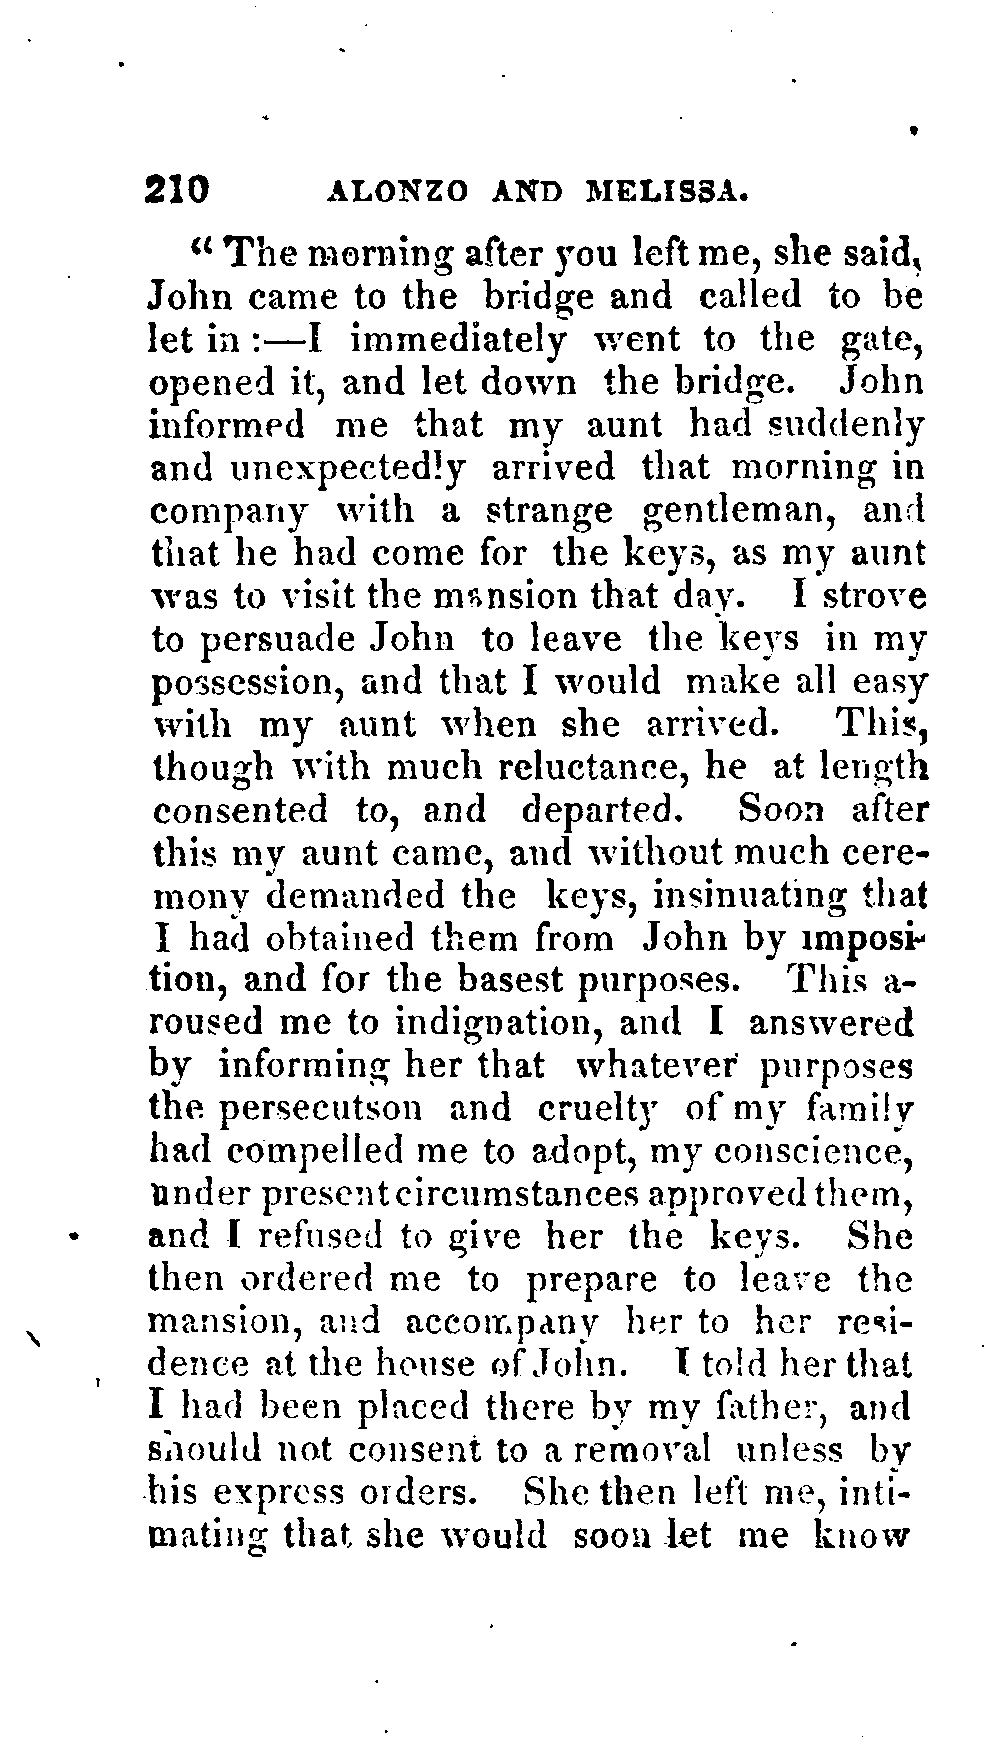 210 ALONZO AND MELISSA.
“ The morning after you left me, she said,
John came to the bridge and called to be
let in :—I immediately went to the gate,
opened it, and let down the bridge. John
informed me that my aunt had suddenly
and unexpectedly arrived that morning in
company with a strange gentleman, and
that he had come for the keys, as my aunt
was to visit the mansion that day. I strove
to persuade John to leave the keys in my
possession, and that I would make all easy
with my aunt when she arrived. This,
though with much reluctance, he at length
consented to, and departed. Soon after
this my aunt came, and without much cere-
mony demanded the keys, insinuating that
I had obtained them from John by imposi-
tion, and for the basest purposes. This a-
roused me to indignation, and I answered
by informing her that whatever purposes
the persecutson and cruelty of my family
had compelled me to adopt, my conscience,
under present circumstances approved them,
and I refused to give her the keys. She
then ordered me to prepare to leave the
mansion, and accompany her to her resi-
dence at the house of John. I told her that
I had been placed there by my father, and
should not consent to a removal unless by
his express orders. She then left me, inti-
mating that she would soon let me know